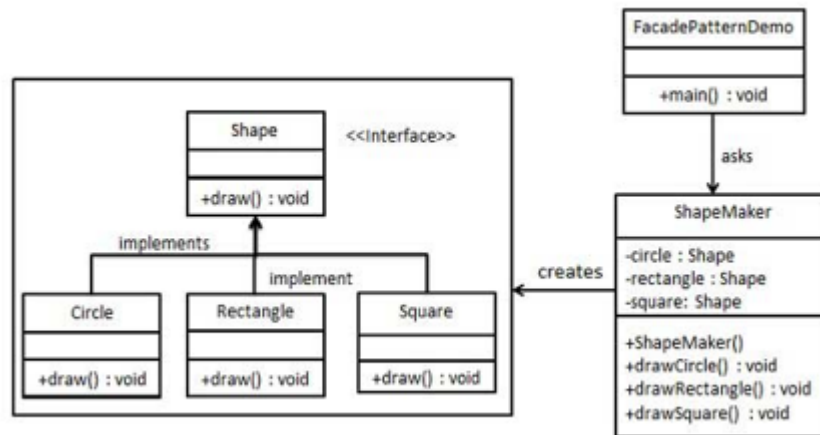 FacadePatternDemo
+main() : void
asks
Shape
<<Interface>>
+draw() : void
implements
implement
Circle
+draw() : void
Rectangle
+draw() : void
Square
+draw() : void
creates
ShapeMaker
-circle : Shape
-rectangle : Shape
-square: Shape
+ShapeMaker()
+drawCircle() : void
+drawRectangle() : void
+drawSquare() : void